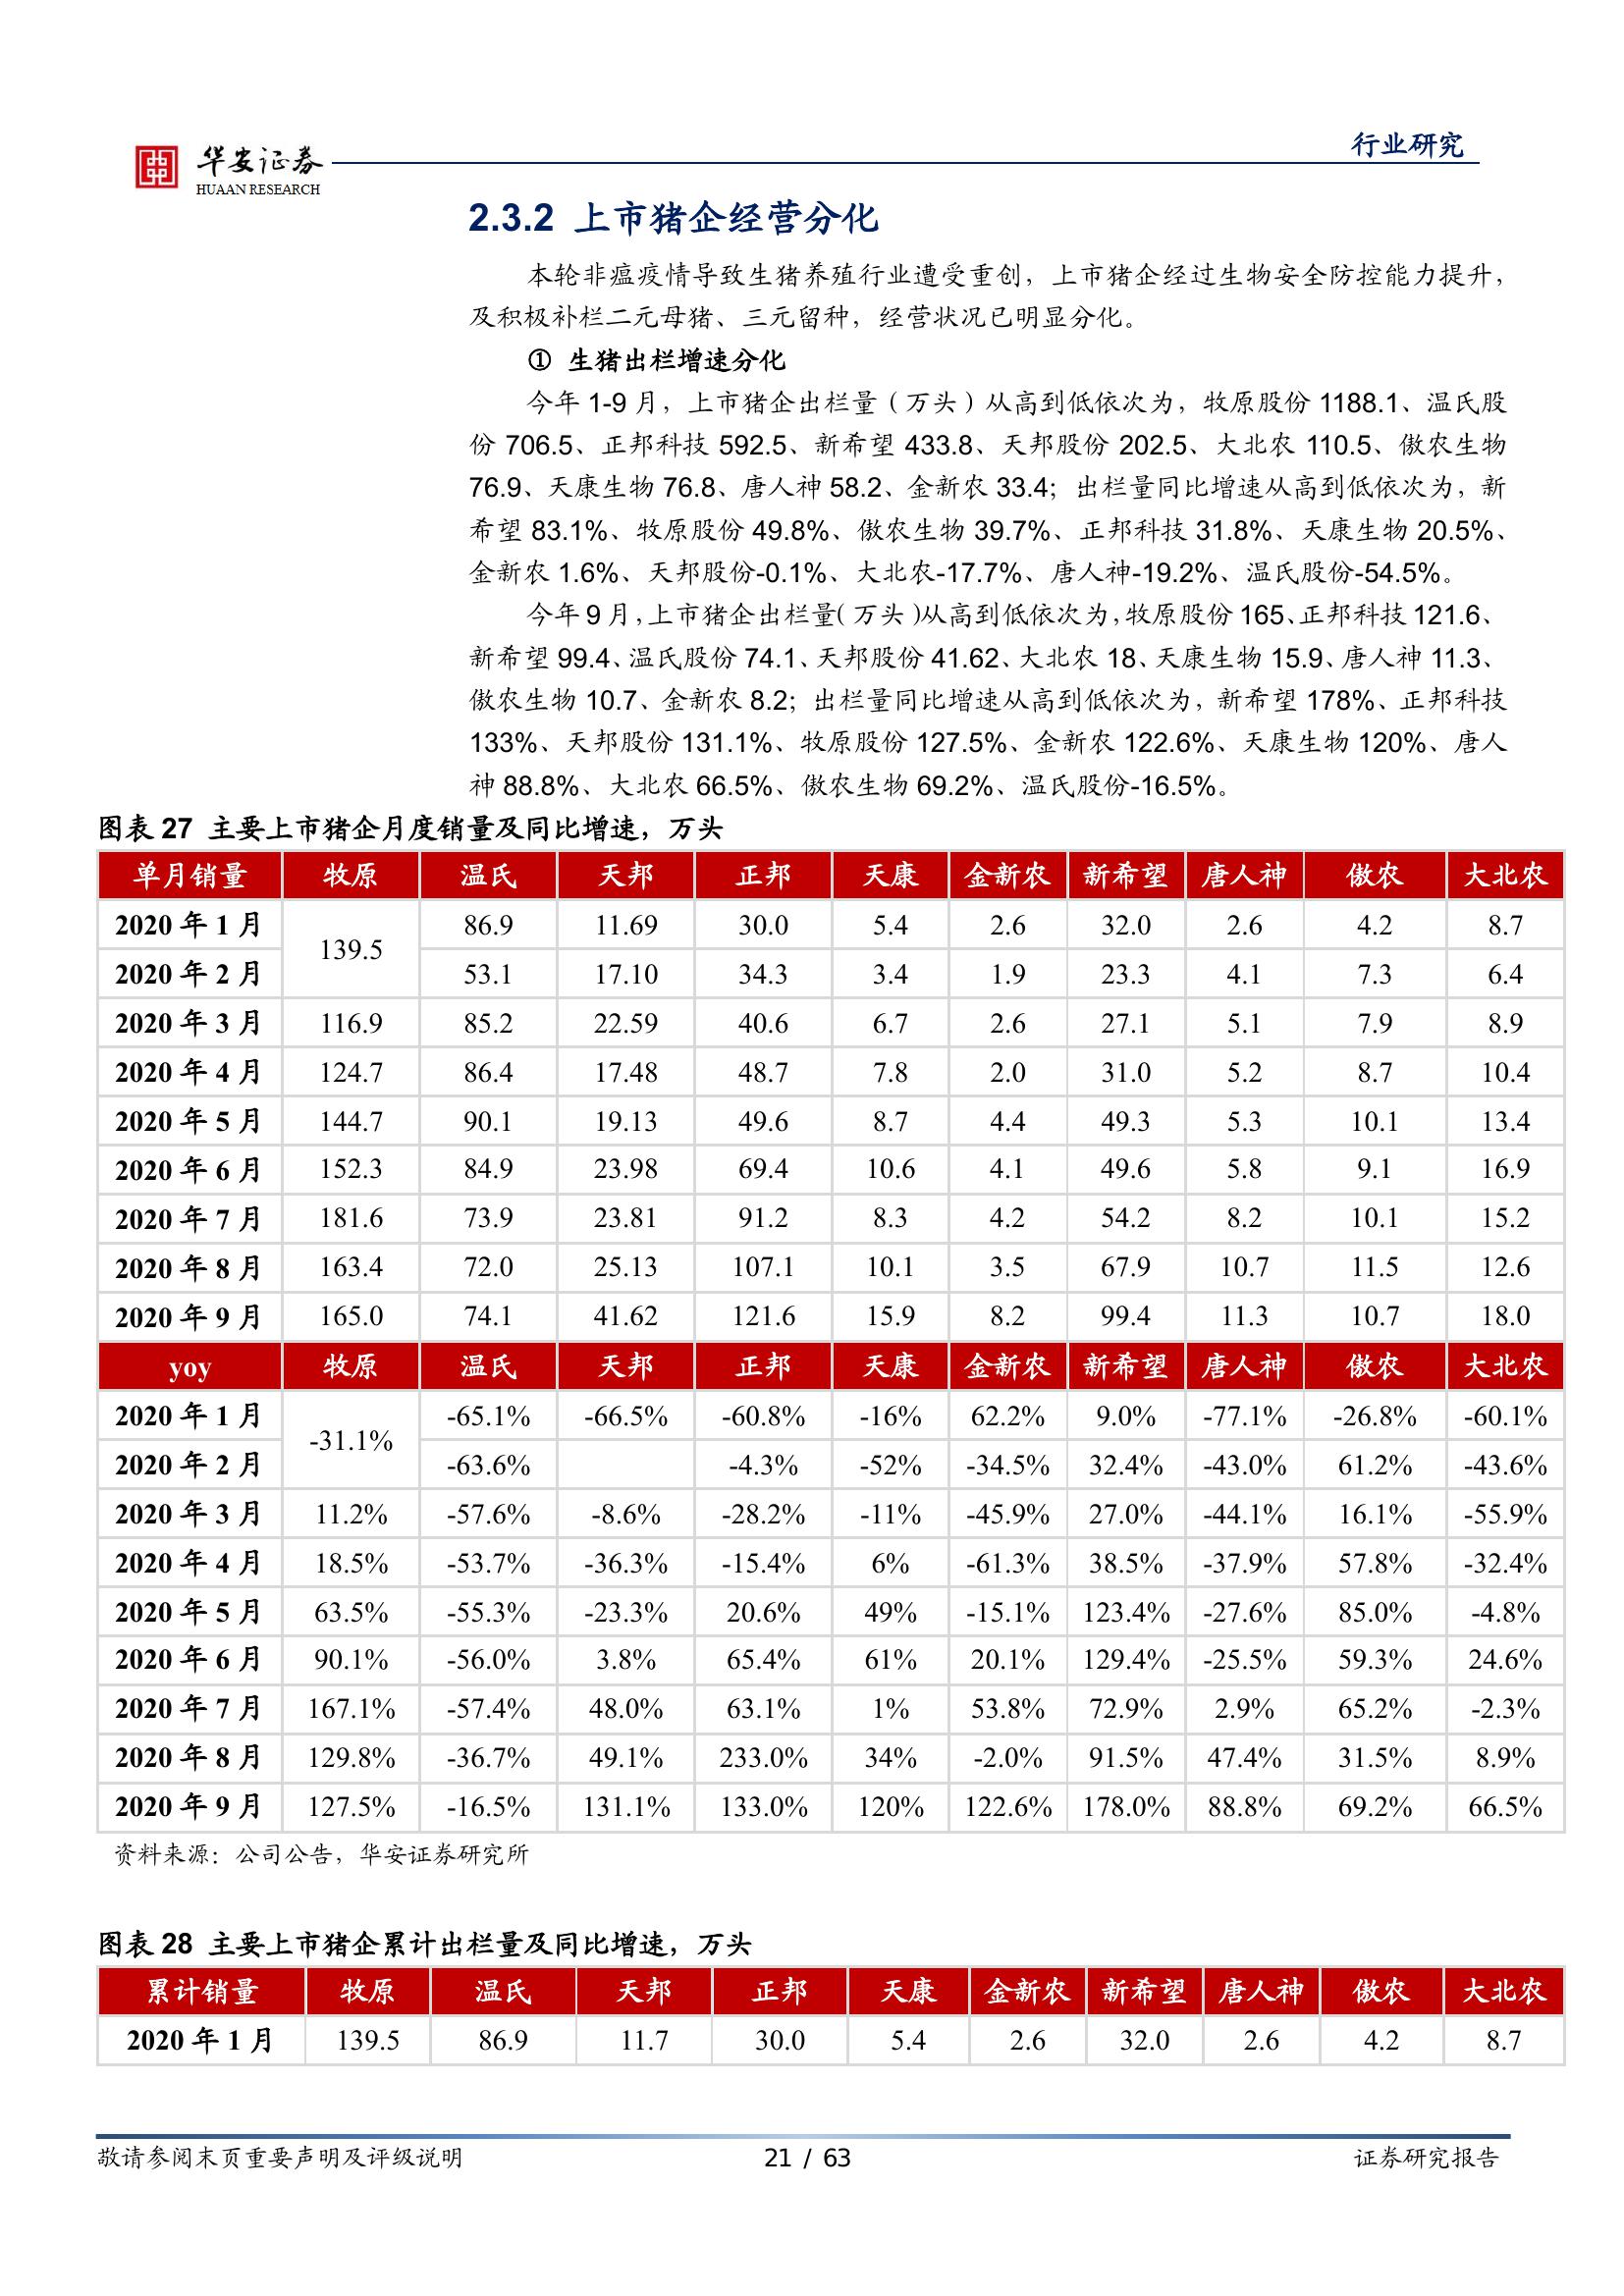 华安证券
HUAAN RESEARCH
行业研究
2.3.2 上市猪企经营分化
本轮非瘟疫情导致生猪养殖行业遭受重创，上市猪企经过生物安全防控能力提升，
及积极补栏二元母猪、三元留种，经营状况已明显分化。
① 生猪出栏增速分化
今年 1-9 月，上市猪企出栏量（万头）从高到低依次为，牧原股份 1188.1、温氏股
份 706.5、正邦科技 592.5、新希望 433.8、天邦股份 202.5、大北农 110.5、傲农生物
76.9、天康生物 76.8、唐人神 58.2、金新农 33.4；出栏量同比增速从高到低依次为，新
希望 83.1%、牧原股份 49.8%、傲农生物 39.7%、正邦科技 31.8%、天康生物 20.5%、
金新农 1.6%、天邦股份-0.1%、大北农-17.7%、唐人神-19.2%、温氏股份-54.5%。
今年 9 月，上市猪企出栏量（万头）从高到低依次为，牧原股份 165、正邦科技 121.6、
新希望 99.4、温氏股份 74.1、天邦股份 41.62、大北农 18、天康生物 15.9、唐人神 11.3、
傲农生物 10.7、金新农 8.2；出栏量同比增速从高到低依次为，新希望 178%、正邦科技
133%、天邦股份 131.1%、牧原股份 127.5%、金新农 122.6%、天康生物 120%、唐人
神 88.8%、大北农 66.5%、傲农生物 69.2%、温氏股份-16.5%。
图表 27 主要上市猪企月度销量及同比增速，万头
单月销量 牧原 温氏 天邦 正邦 天康 金新农 新希望 唐人神 傲农 大北农
2020 年 1 月 139.5 86.9 11.69 30.0 5.4 2.6 32.0 2.6 4.2 8.7
2020 年 2 月 53.1 17.10 34.3 3.4 1.9 23.3 4.1 7.3 6.4
2020 年 3 月 116.9 85.2 22.59 40.6 6.7 2.6 27.1 5.1 7.9 8.9
2020 年 4 月 124.7 86.4 17.48 48.7 7.8 2.0 31.0 5.2 8.7 10.4
2020 年 5 月 144.7 90.1 19.13 49.6 8.7 4.4 49.3 5.3 10.1 13.4
2020 年 6 月 152.3 84.9 23.98 69.4 10.6 4.1 49.6 5.8 9.1 16.9
2020 年 7 月 181.6 73.9 23.81 91.2 8.3 4.2 54.2 8.2 10.1 15.2
2020 年 8 月 163.4 72.0 25.13 107.1 10.1 3.5 67.9 10.7 11.5 12.6
2020 年 9 月 165.0 74.1 41.62 121.6 15.9 8.2 99.4 11.3 10.7 18.0
yoy 牧原 温氏 天邦 正邦 天康 金新农 新希望 唐人神 傲农 大北农
2020 年 1 月 -31.1% -65.1% -66.5% -60.8% -16% 62.2% 9.0% -77.1% -26.8% -60.1%
2020 年 2 月 -63.6% -4.3% -52% -34.5% 32.4% -43.0% 61.2% -43.6%
2020 年 3 月 11.2% -57.6% -8.6% -28.2% -11% -45.9% 27.0% -44.1% 16.1% -55.9%
2020 年 4 月 18.5% -53.7% -36.3% -15.4% 6% -61.3% 38.5% -37.9% 57.8% -32.4%
2020 年 5 月 63.5% -55.3% -23.3% 20.6% 49% -15.1% 123.4% -27.6% 85.0% -4.8%
2020 年 6 月 90.1% -56.0% 3.8% 65.4% 61% 20.1% 129.4% -25.5% 59.3% 24.6%
2020 年 7 月 167.1% -57.4% 48.0% 63.1% 1% 53.8% 72.9% 2.9% 65.2% -2.3%
2020 年 8 月 129.8% -36.7% 49.1% 233.0% 34% -2.0% 91.5% 47.4% 31.5% 8.9%
2020 年 9 月 127.5% -16.5% 131.1% 133.0% 120% 122.6% 178.0% 88.8% 69.2% 66.5%
资料来源：公司公告，华安证券研究所
图表 28 主要上市猪企累计出栏量及同比增速，万头
累计销量 牧原 温氏 天邦 正邦 天康 金新农 新希望 唐人神 傲农 大北农
2020 年 1 月 139.5 86.9 11.7 30.0 5.4 2.6 32.0 2.6 4.2 8.7
敬请参阅末页重要声明及评级说明
21 / 63
证券研究报告